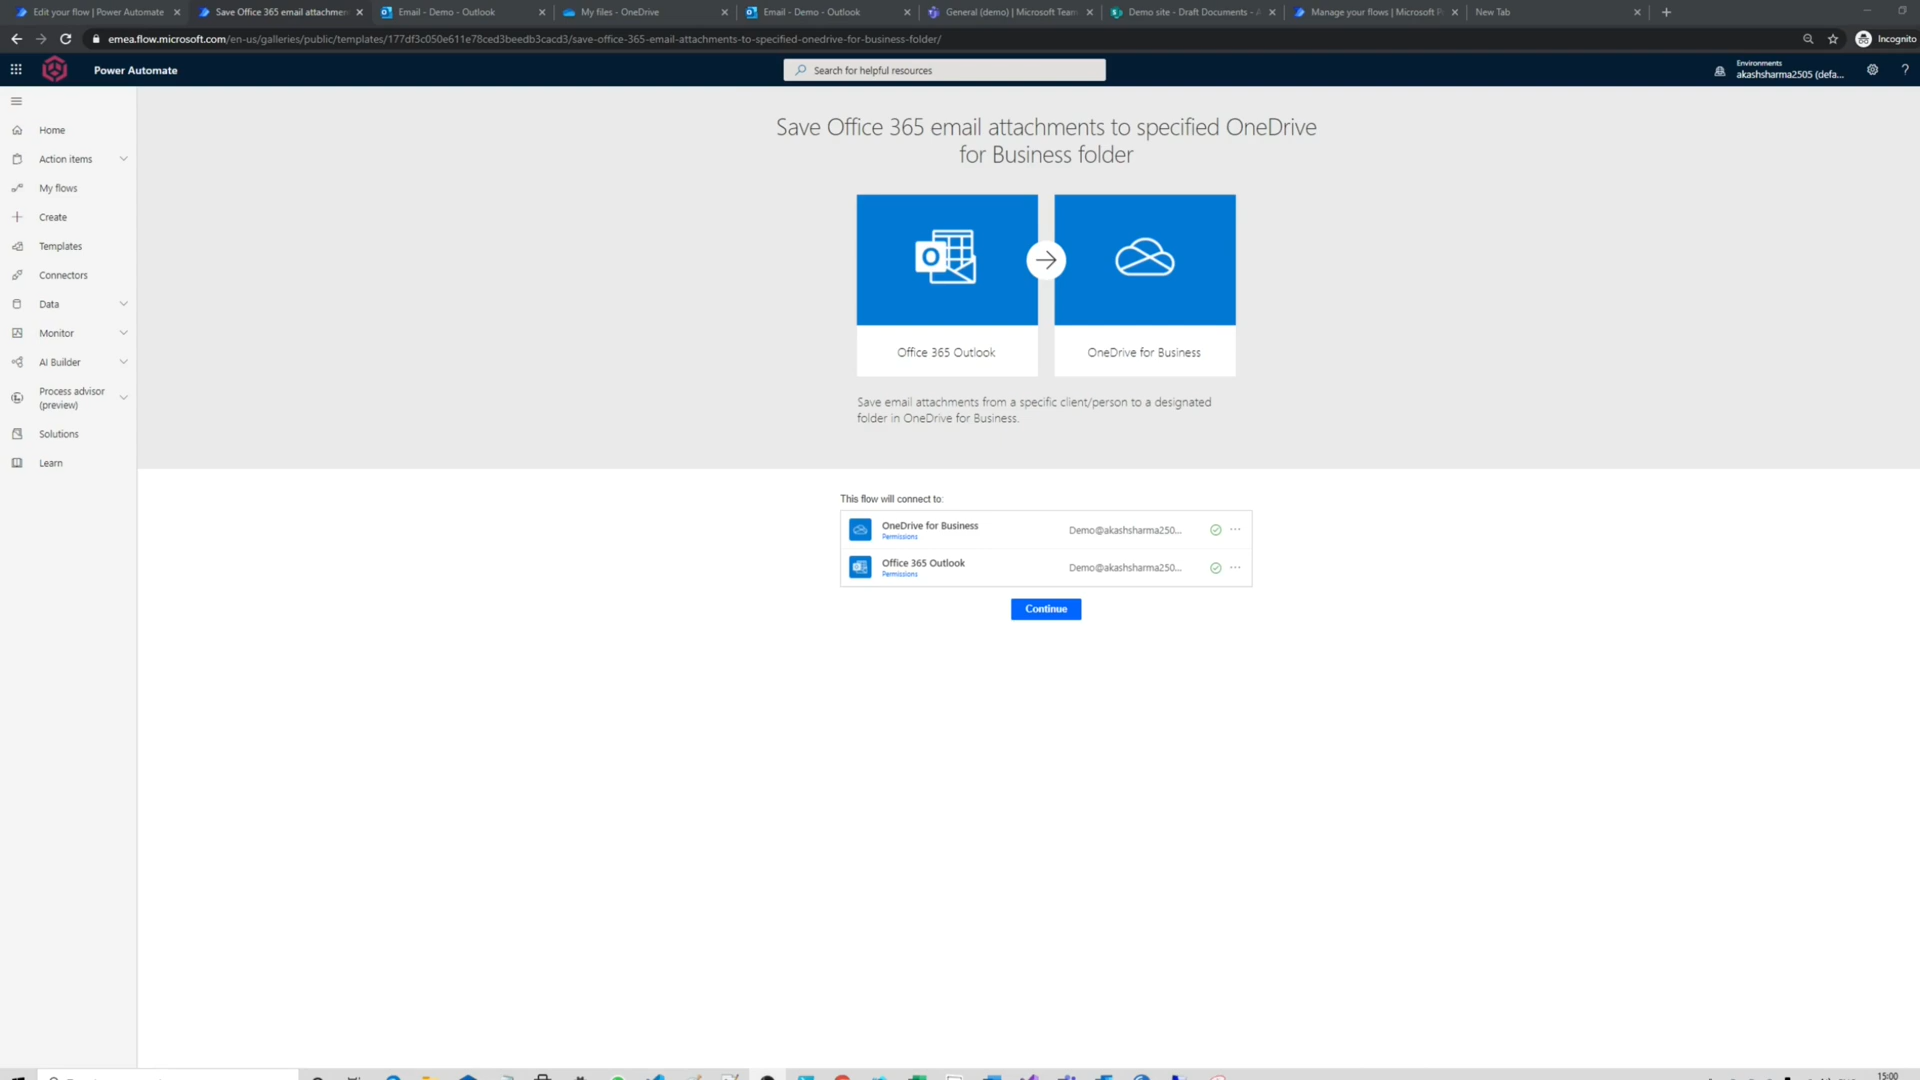 Edit your flow | Power Automate
Save Office 365 email attachmen
Email - Demo - Outlook
My files - OneDrive
Email - Demo - Outlook
General (demo) | Microsoft Team
Demo site - Draft Documents - A
Manage your flows | Microsoft P
New Tab
emea.flow.microsoft.com/en-us/galleries/public/templates/177df3c050e611e78ced3beedb3cacd3/save-office-365-email-attachments-to-specified-onedrive-for-business-folder/
Incognito
Power Automate
Search for helpful resources
Environments
akashsharma2505 (defa...
?
Home
Action items
My flows
Create
Templates
Connectors
Data
Monitor
AI Builder
Process advisor
(preview)
Solutions
Learn
Save Office 365 email attachments to specified OneDrive
for Business folder
Office 365 Outlook
OneDrive for Business
Save email attachments from a specific client/person to a designated
folder in OneDrive for Business.
This flow will connect to:
OneDrive for Business
Permissions
Demo@akashsharma250...
Office 365 Outlook
Permissions
Demo@akashsharma250...
Continue
15:00